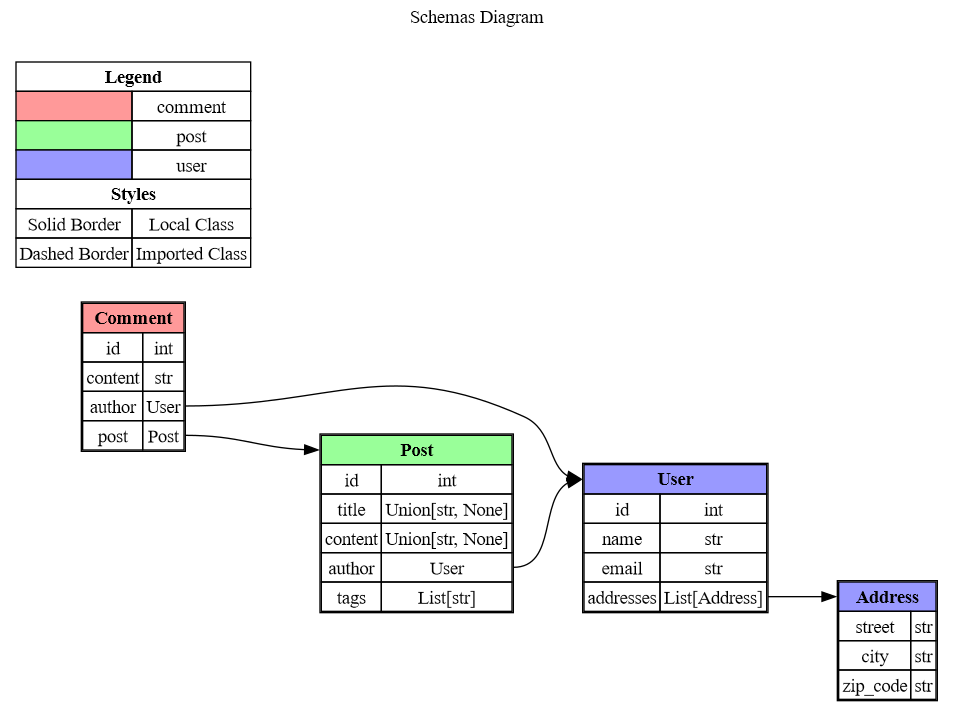 Schemas Diagram
Legend
comment
post
user
Styles
Solid Border Local Class
Dashed Border Imported Class
Comment
id int
content str
author User
post Post
Post
id int
title Union[str, None]
content Union[str, None]
author User
tags List[str]
User
id int
name str
email str
addresses List[Address]
Address
street str
city str
zip_code str